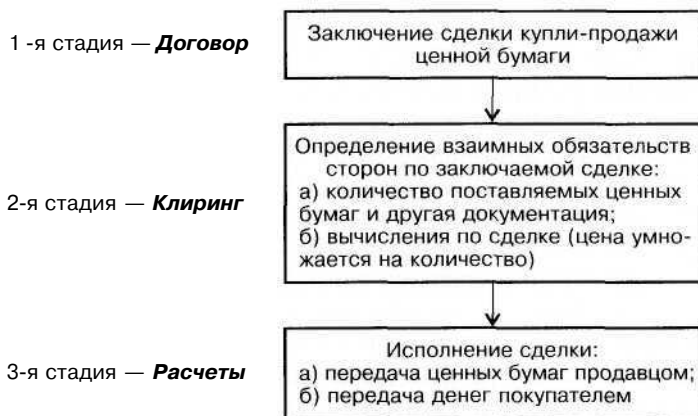 1 -я стадия — Договор
Заключение сделки купли-продажи
ценной бумаги
2-я стадия — Клиринг
Определение взаимных обязательств
сторон по заключаемой сделке:
а) количество поставляемых ценных
бумаг и другая документация;
б) вычисления по сделке (цена умно-
жается на количество)
3-я стадия — Расчеты
Исполнение сделки:
а) передача ценных бумаг продавцом;
б) передача денег покупателем